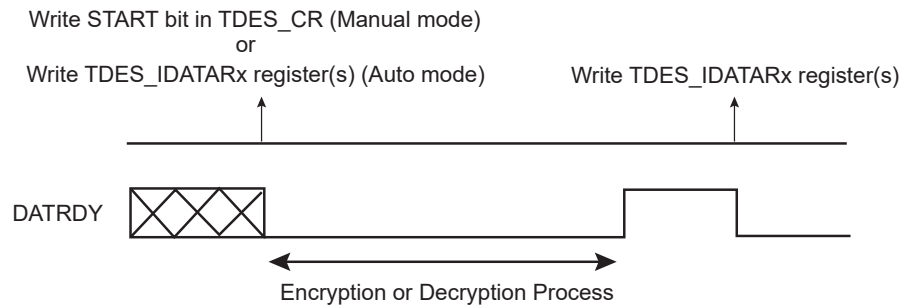 Write START bit in TDES_CR (Manual mode)
or
Write TDES_IDATARx register(s) (Auto mode)
Write TDES_IDATARx register(s)
DATRDY
Encryption or Decryption Process